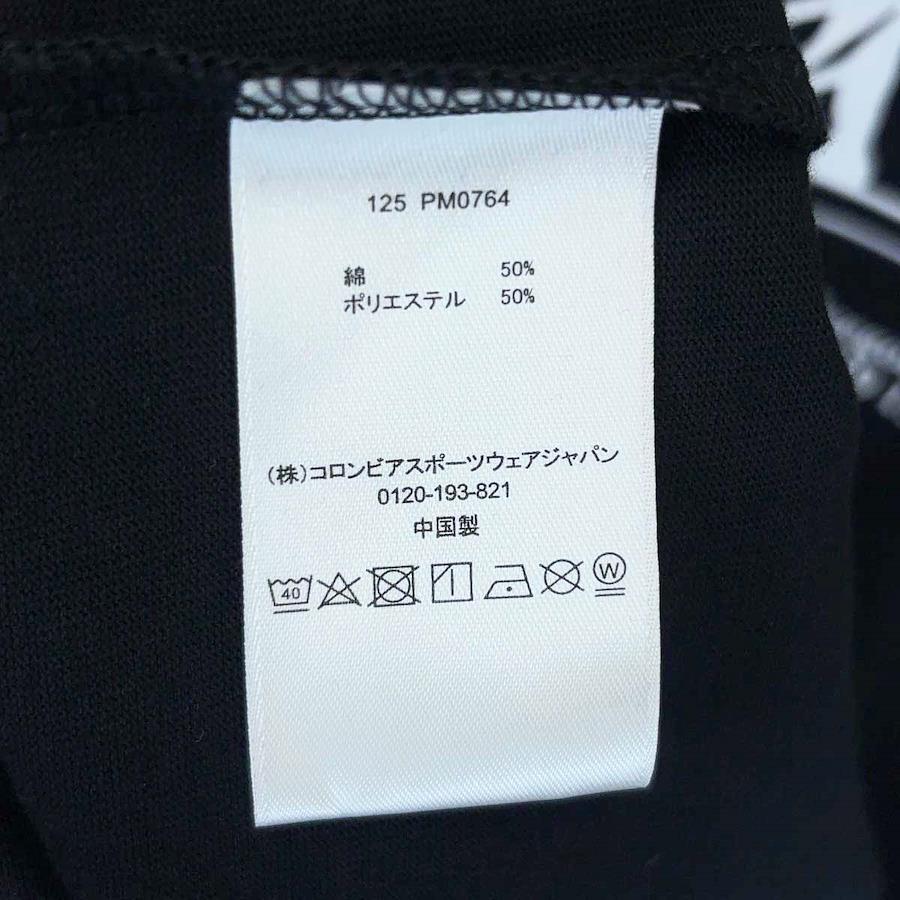 125 PM0764
綿 50%
ポリエステル 50%
(株)コロンビアスポーツウェアジャパン
0120-193-821
中国製
40 W